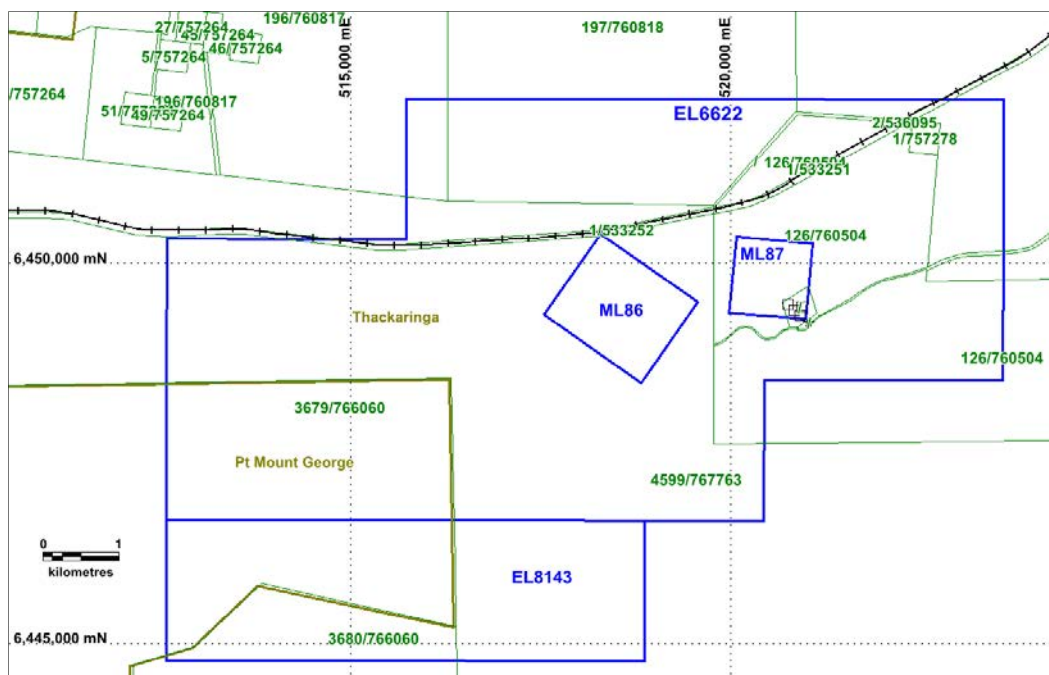 27/757264
196/760817
45/757264
46/757264
5/757264
/757264
196/760817
49/757264
515,000 mE
197/760818
520,000 mE
EL6622
2/536095
1/757278
126/760504
1/533251
1/533252
126/760504
6,450,000 mN
ML87
ML86
Thackaringa
126/760504
3679/766060
Pt Mount George
4599/767763
0 1
kilometres
EL8143
6,445,000 mN
3680/766060